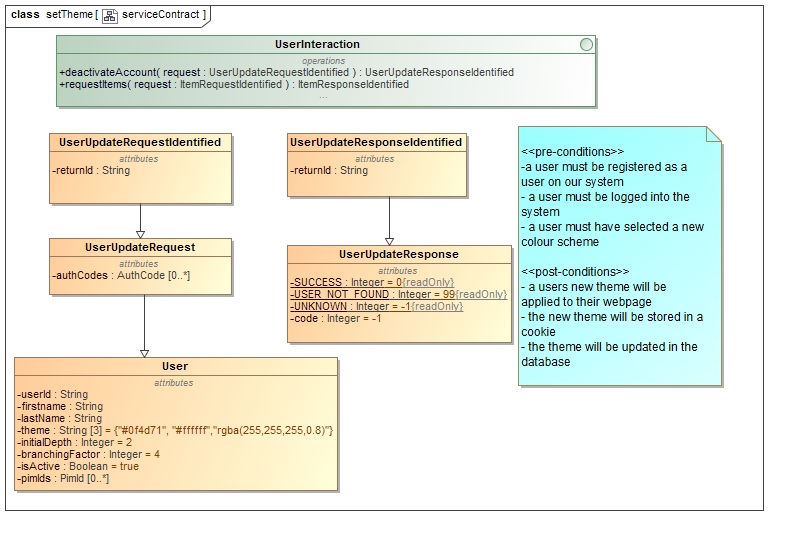 class setTheme [ serviceContract ]
UserInteraction
operations
+deactivateAccount( request : UserUpdateRequestIdentified ) : UserUpdateResponseIdentified
+requestItems( request : ItemRequestIdentified ) : ItemResponseIdentified
...
UserUpdateRequestIdentified
attributes
-returnId : String
UserUpdateResponseIdentified
attributes
-returnId : String
UserUpdateRequest
attributes
-authCodes : AuthCode [0..*]
UserUpdateResponse
attributes
-SUCCESS : Integer = 0{readOnly}
-USER_NOT_FOUND : Integer = 99{readOnly}
-UNKNOWN : Integer = -1{readOnly}
-code : Integer = -1
User
attributes
-userId : String
-firstname : String
-lastName : String
-theme : String [3] = {"#0f4d71", "#ffffff","rgba(255,255,255,0.8)"}
-initialDepth : Integer = 2
-branchingFactor : Integer = 4
-isActive : Boolean = true
-pimIds : PimId [0..*]
<<pre-conditions>>
-a user must be registered as a
user on our system
- a user must be logged into the
system
- a user must have selected a new
colour scheme
<<post-conditions>>
- a users new theme will be
applied to their webpage
- the new theme will be stored in a
cookie
- the theme will be updated in the
database